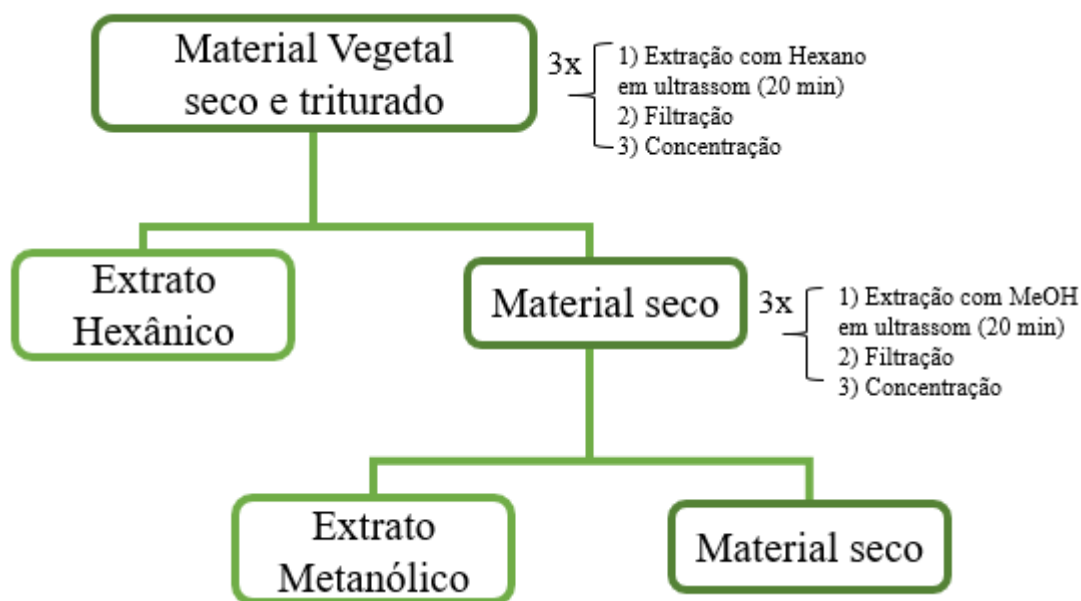 Material Vegetal
seco e triturado
3x
1) Extração com Hexano
em ultrassom (20 min)
2) Filtração
3) Concentração
Extrato
Hexânico
Material seco
3x
1) Extração com MeOH
em ultrassom (20 min)
2) Filtração
3) Concentração
Extrato
Metanólico
Material seco